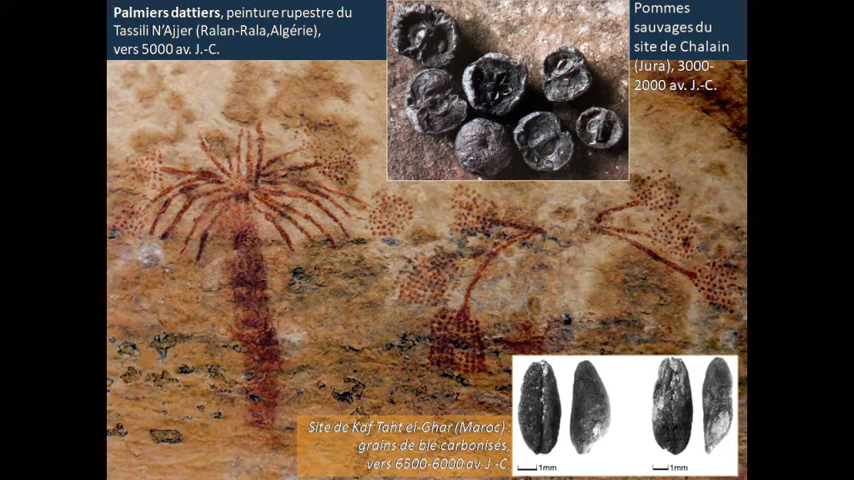 Palmiers dattiers, peinture rupestre du
Tassili N'Ajjer (Ralan-Rala,Algérie),
vers 5000 av. J.-C.
Pommes
sauvages du
site de Chalain
(Jura), 3000-
2000 av. J.-C.
Site de Kaf Taht el-Ghar (Maroc) :
grains de blé carbonisés,
vers 6500-6000 av. J.-C.
1mm
1mm